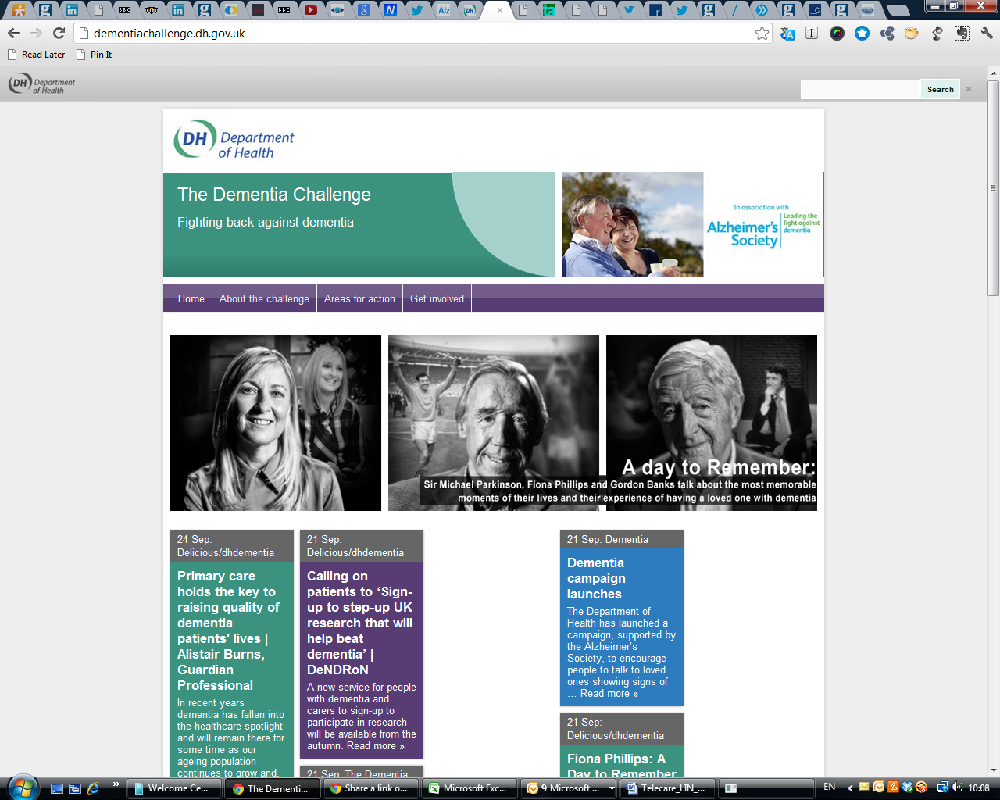 BBC
BBC
Alz
DH
dementiachallenge.dh.gov.uk
Read Later
Pin It
DH Department
of Health
Search
DH Department
of Health
The Dementia Challenge
Fighting back against dementia
In association with
Alzheimer's
Society
Leading the
fight against
dementia
Home
About the challenge
Areas for action
Get involved
A day to Remember:
Sir Michael Parkinson, Fiona Phillips and Gordon Banks talk about the most memorable
moments of their lives and their experience of having a loved one with dementia
24 Sep:
Delicious/dhdementia
Primary care
holds the key to
raising quality of
dementia
patients' lives |
Alistair Burns,
Guardian
Professional
In recent years
dementia has fallen into
the healthcare spotlight
and will remain there for
some time as our
ageing population
continues to grow and,
21 Sep:
Delicious/dhdementia
Calling on
patients to ‘Sign-
up to step-up UK
research that will
help beat
dementia’ |
DeNDRoN
A new service for people
with dementia and
carers to sign-up to
participate in research
will be available from the
autumn. Read more »
21 Sep: The Dementia
21 Sep: Dementia
Dementia
campaign
launches
The Department of
Health has launched a
campaign, supported by
the Alzheimer’s
Society, to encourage
people to talk to loved
ones showing signs of
… Read more »
21 Sep:
Delicious/dhdementia
Fiona Phillips: A
Day to Remember
Welcome Ce...
The Dementi...
Share a link o...
Microsoft Exc...
9 Microsoft ...
Telecare_LIN_...
EN
10:08